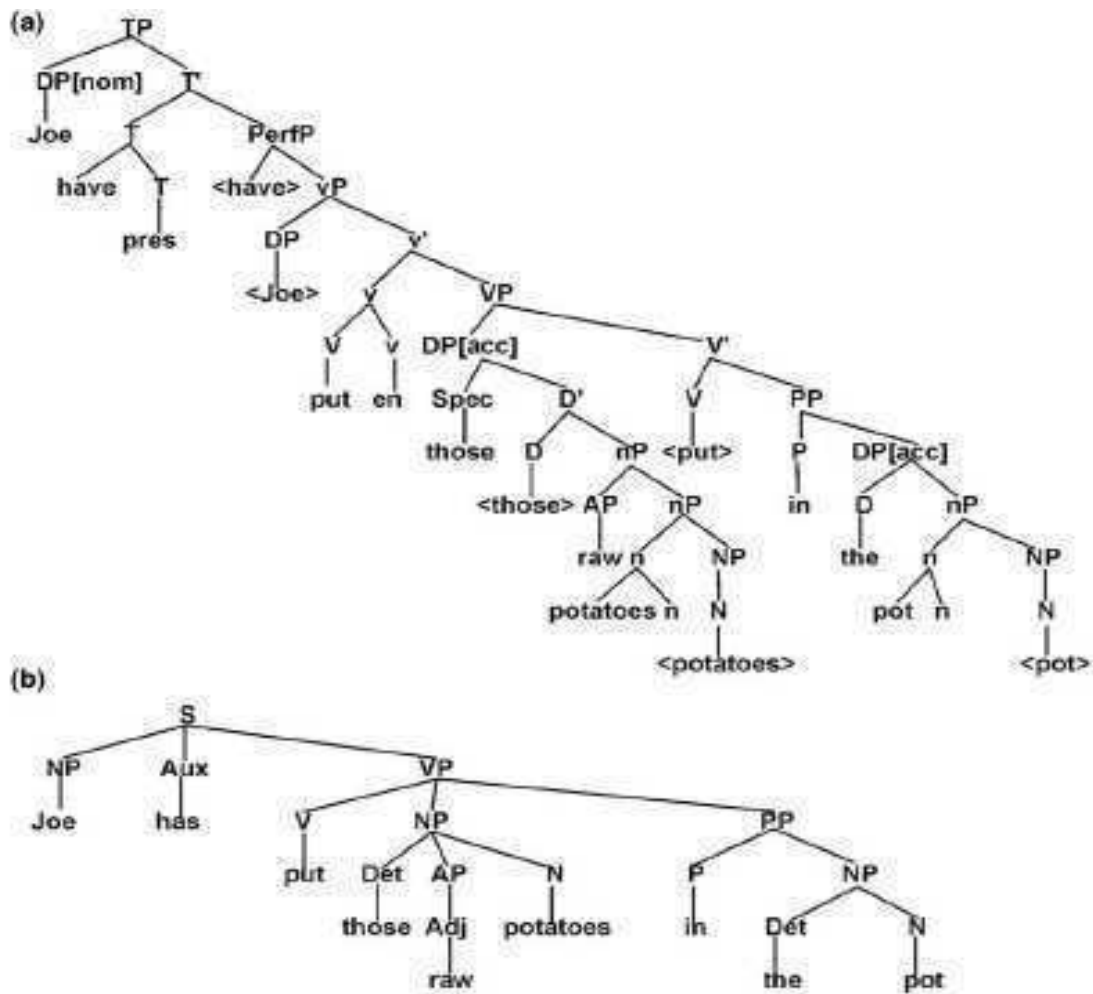 (a)
TP
DP[nom] T'
Joe T PerfP
have T <have> vP
pres DP v'
<Joe> v VP
V v DP[acc] V'
put en Spec D' V PP
those D nP <put> P DP[acc]
<those> AP nP in D nP
raw n NP the n NP
potatoes n N pot n N
<potatoes> <pot>
(b)
S
NP Aux VP
Joe has V NP PP
put Det AP N P NP
those Adj potatoes in Det N
raw the pot